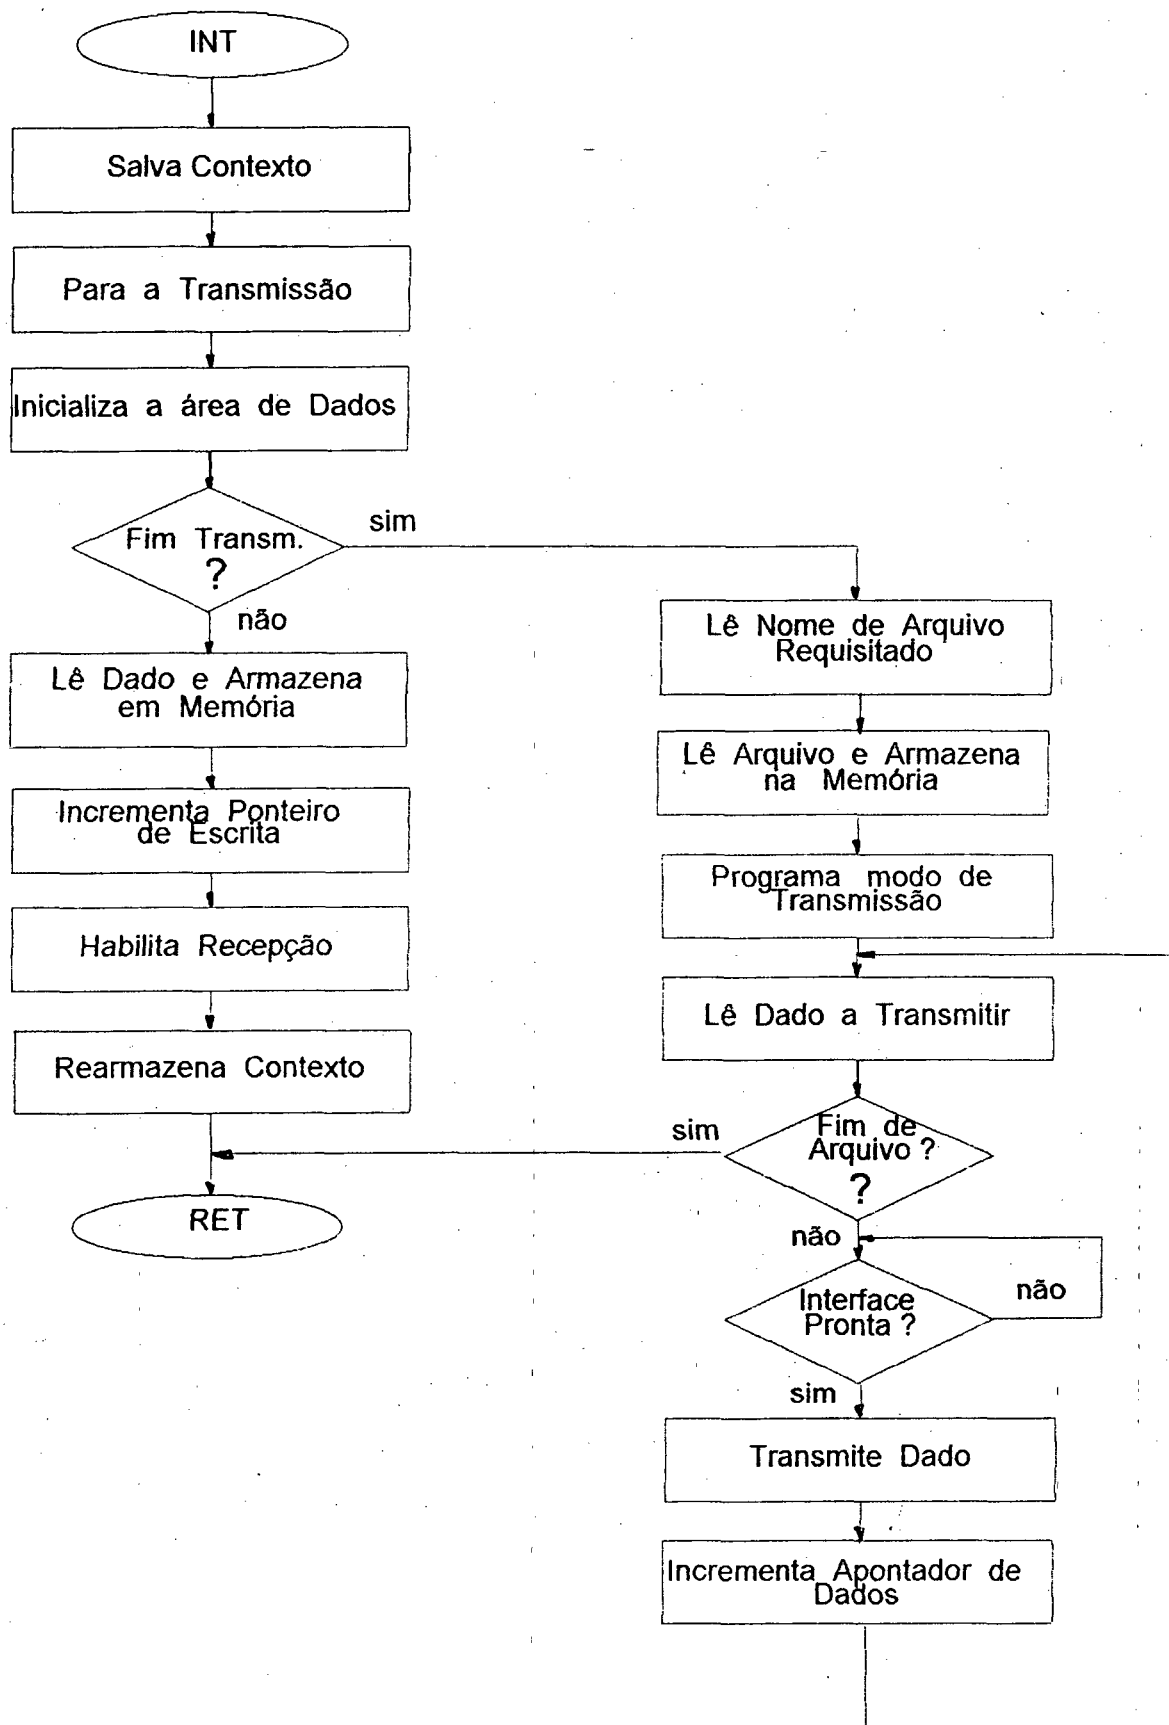 INT
Salva Contexto
Para a Transmissão
Inicializa a área de Dados
Fim Transm.
?
sim
não
Lê Dado e Armazena
em Memória
Incrementa Ponteiro
de Escrita
Habilita Recepção
Rearmazena Contexto
RET
Lê Nome de Arquivo
Requisitado
Lê Arquivo e Armazena
na Memória
Programa modo de
Transmissão
Lê Dado a Transmitir
Fim de
Arquivo ?
?
sim
não
Interface
Pronta ?
não
sim
Transmite Dado
Incrementa Apontador de
Dados